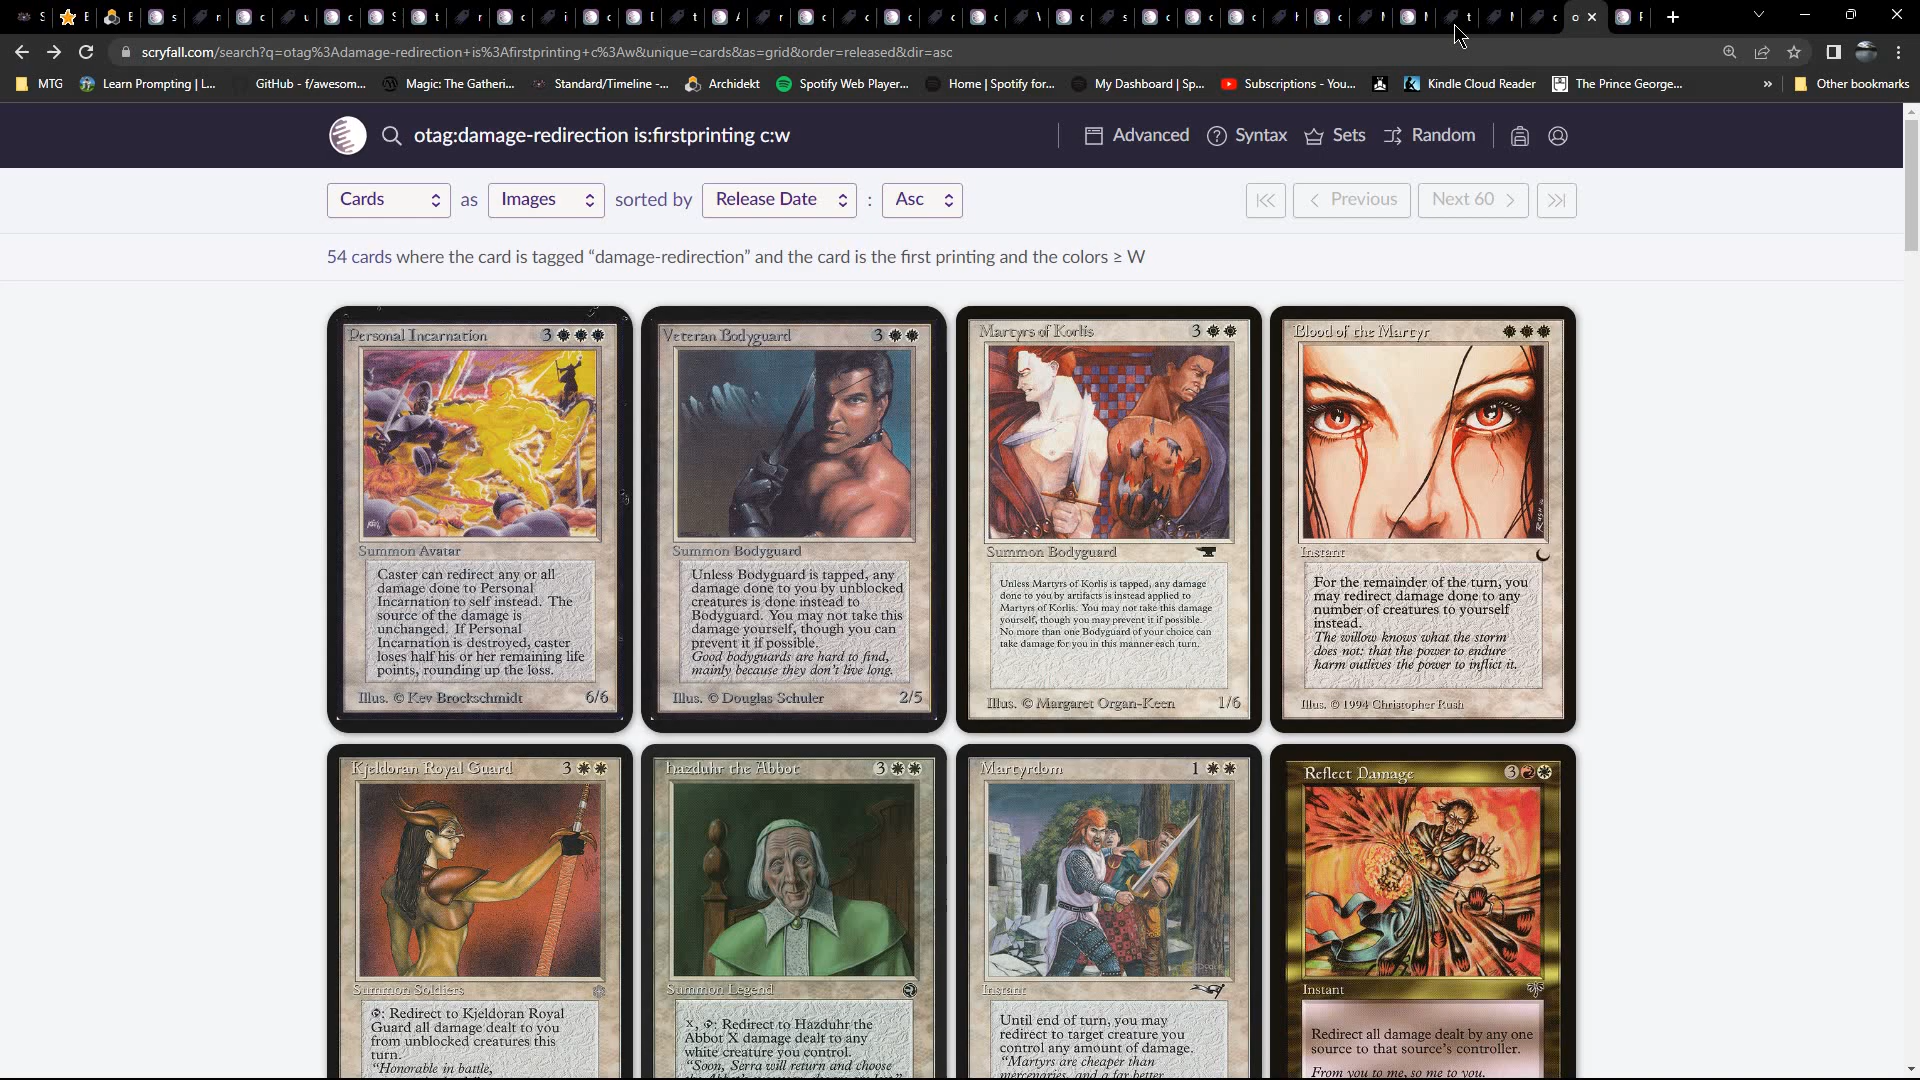 scryfall.com/search?q=otag%3Adamage-redirection+is%3Afirstprinting+c%3Aw&unique=cards&as=grid&order=released&dir=asc
MTG
Learn Prompting | L...
GitHub - f/awesom...
Magic: The Gatheri...
Standard/Timeline -...
Archidekt
Spotify Web Player...
Home | Spotify for...
My Dashboard | Sp...
Subscriptions - You...
Kindle Cloud Reader
The Prince George...
»
Other bookmarks
otag:damage-redirection is:firstprinting c:w
Advanced
Syntax
Sets
Random
Cards
as
Images
sorted by
Release Date
:
Asc
Previous
Next 60
54 cards where the card is tagged “damage-redirection” and the card is the first printing and the colors ≥ W
Personal Incarnation 3
Summon Avatar
Caster can redirect any or all
damage done to Personal
Incarnation to self instead. The
source of the damage is
unchanged. If Personal
Incarnation is destroyed, caster
loses half his or her remaining life
points, rounding up the loss.
Illus. © Kev Brockschmidt 6/6
Veteran Bodyguard 3
Summon Bodyguard
Unless Bodyguard is tapped, any
damage done to you by unblocked
creatures is done instead to
Bodyguard. You may not take this
damage yourself, though you can
prevent it if possible.
Good bodyguards are hard to find,
mainly because they don't live long.
Illus. © Douglas Schuler 2/5
Martyrs of Korlis 3
Summon Bodyguard
Unless Martyrs of Korlis is tapped, any damage
done to you by artifacts is instead applied to
Martyrs of Korlis. You may not take this damage
yourself, though you may prevent it if possible.
No more than one Bodyguard of your choice can
take damage for you in this manner each turn.
Illus. © Margaret Organ-Kean 1/6
Blood of the Martyr
Instant
For the remainder of the turn, you
may redirect damage done to any
number of creatures to yourself
instead.
The willow knows what the storm
does not: that the power to endure
harm outlives the power to inflict it.
Illus. © 1994 Christopher Rush
Kjeldoran Royal Guard 3
Summon Soldiers
: Redirect to Kjeldoran Royal
Guard all damage dealt to you
from unblocked creatures this
turn.
"Honorable in battle,
Hazduhr the Abbot 3
Summon Legend
X, : Redirect to Hazduhr the
Abbot X damage dealt to any
white creature you control.
"Soon, Serra will return and choose
Martyrdom 1
Instant
Until end of turn, you may
redirect to target creature you
control any amount of damage.
"Martyrs are cheaper than
mercenaries, and a far better
Reflect Damage 3
Instant
Redirect all damage dealt by any one
source to that source's controller.
From you to me, so me to you.